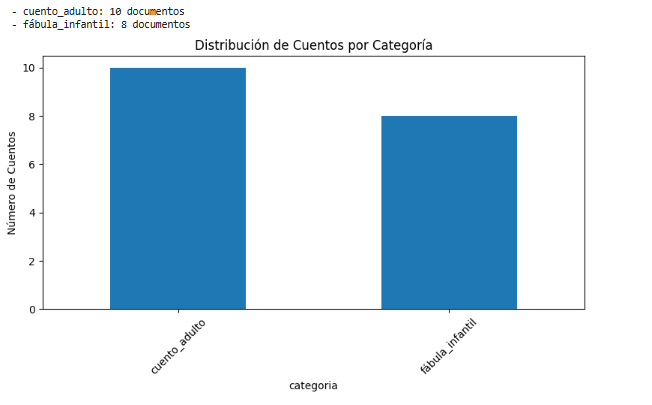 - cuento_adulto: 10 documentos
- fábula_infantil: 8 documentos
Distribución de Cuentos por Categoría
Número de Cuentos
10
8
6
4
2
0
cuento_adulto
fábula_infantil
categoria